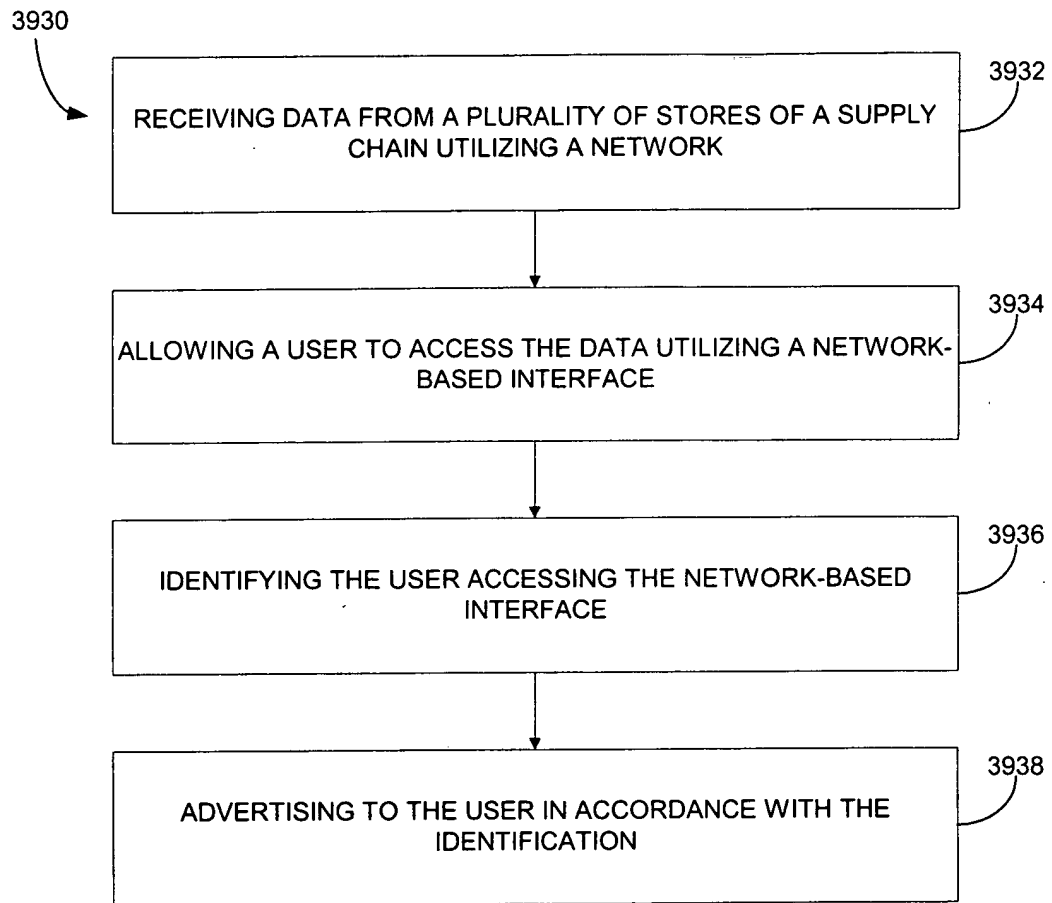 3930
3932
RECEIVING DATA FROM A PLURALITY OF STORES OF A SUPPLY
CHAIN UTILIZING A NETWORK
3934
ALLOWING A USER TO ACCESS THE DATA UTILIZING A NETWORK-
BASED INTERFACE
3936
IDENTIFYING THE USER ACCESSING THE NETWORK-BASED
INTERFACE
3938
ADVERTISING TO THE USER IN ACCORDANCE WITH THE
IDENTIFICATION